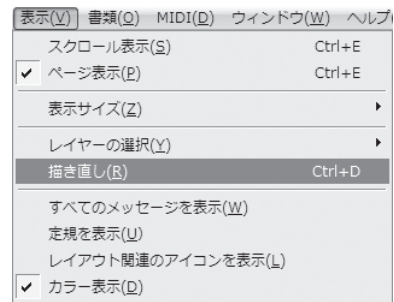 表示(V) 書類(O) MIDI(D) ウィンドウ(W) ヘルプ(
スクロール表示(S) Ctrl+E
ページ表示(P) Ctrl+E
表示サイズ(Z)
レイヤーの選択(Y)
描き直し(R) Ctrl+D
すべてのメッセージを表示(W)
定規を表示(U)
レイアウト関連のアイコンを表示(L)
カラー表示(D)